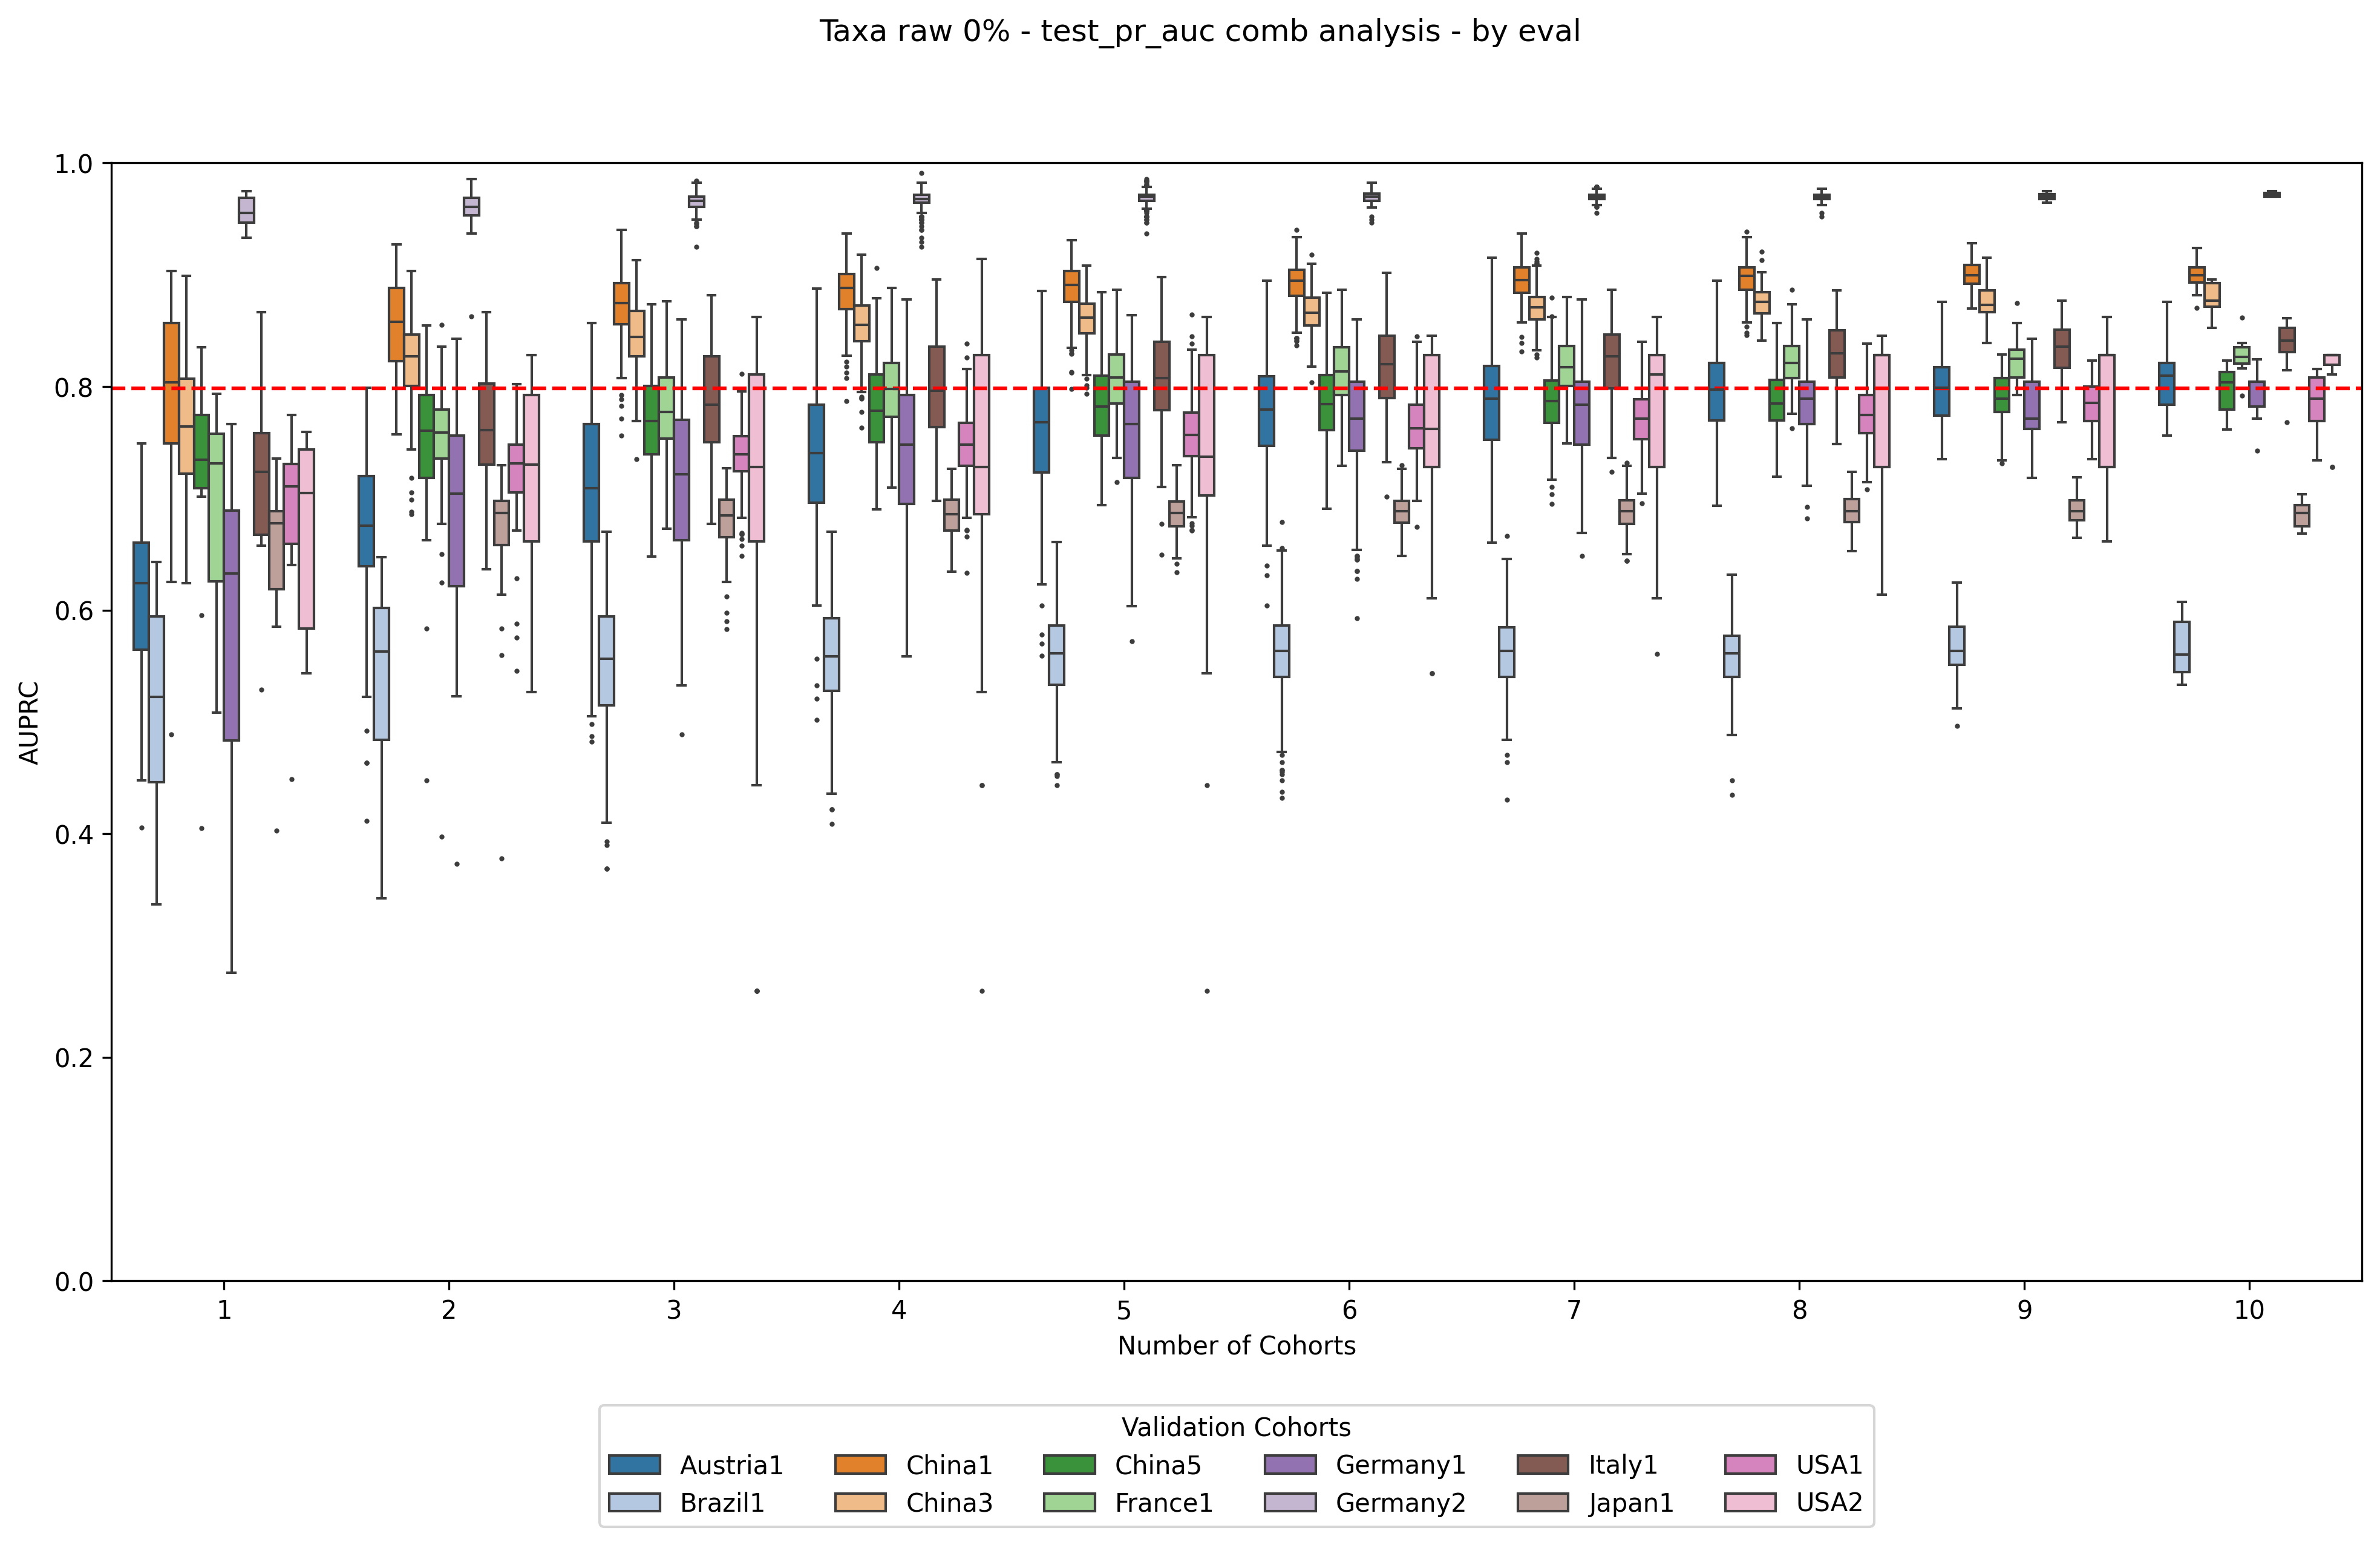 Taxa raw 0% - test_pr_auc comb analysis - by eval
1.0
0.8
0.6
0.4
0.2
0.0
AUPRC
1 2 3 4 5 6 7 8 9 10
Number of Cohorts
Validation Cohorts
Austria1 China1 China5 Germany1 Italy1 USA1
Brazil1 China3 France1 Germany2 Japan1 USA2